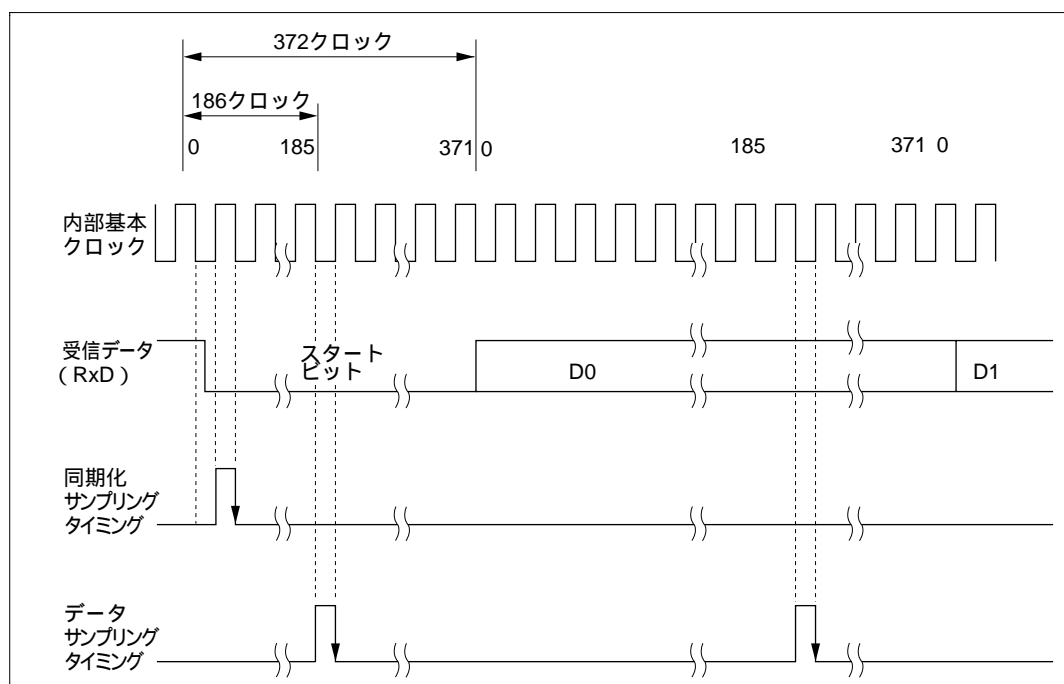 372クロック
186クロック
0 185 371 0 185 371 0
内部基本
クロック
受信データ
(RxD)
スタート
ビット
D0
D1
同期化
サンプリング
タイミング
データ
サンプリング
タイミング